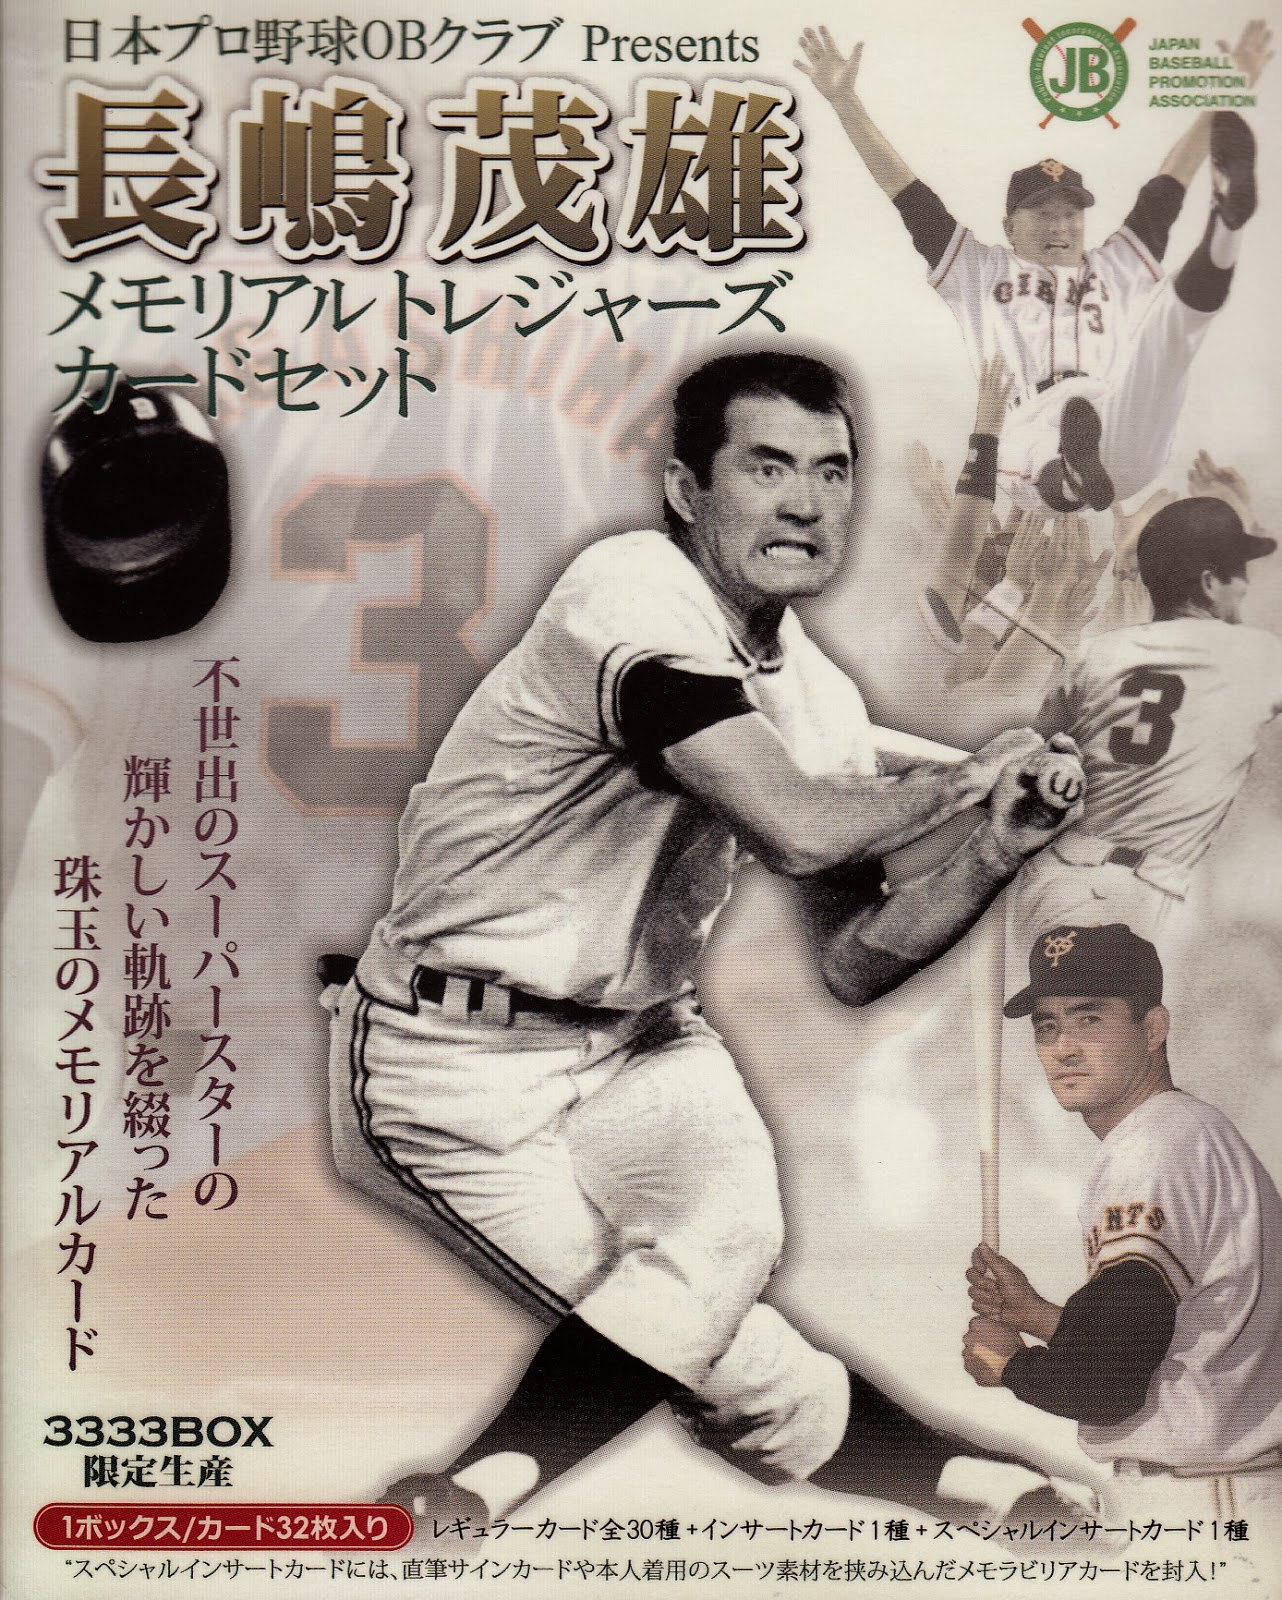 日本プロ野球OBクラブ Presents
長嶋茂雄
メモリアルトレジャーズ
カードセット
JB
JAPAN
BASEBALL
PROMOTION
ASSOCIATION
GIANTS
3
3
3
ANTS
不世出のスーパースターの
輝かしい軌跡を綴った
珠玉のメモリアルカード
3333BOX
限定生産
1ボックス/カード32枚入り
レギュラーカード全30種+インサートカード1種+スペシャルインサートカード1種
“スペシャルインサートカードには、直筆サインカードや本人着用のスーツ素材を挟み込んだメモラビリアカードを封入!”